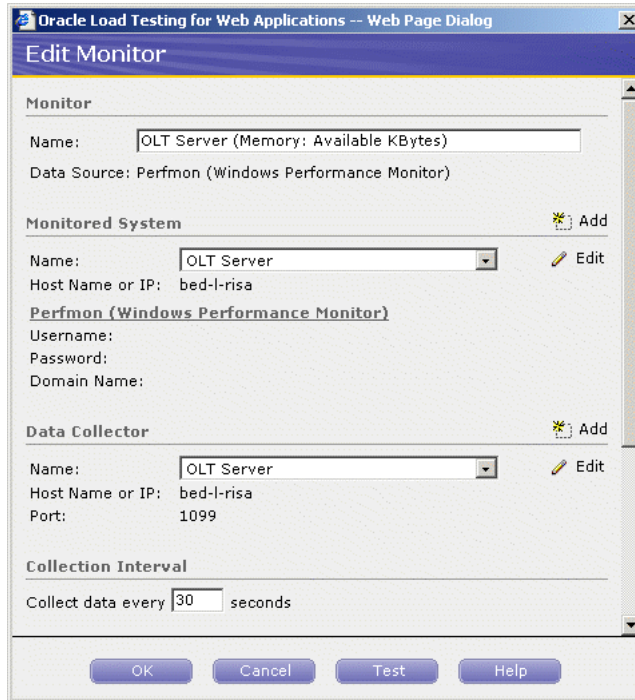 Oracle Load Testing for Web Applications -- Web Page Dialog
Edit Monitor
Monitor
Name: OLT Server (Memory: Available KBytes)
Data Source: Perfmon (Windows Performance Monitor)
Monitored System Add
Name: OLT Server Edit
Host Name or IP: bed-l-risa
Perfmon (Windows Performance Monitor)
Username:
Password:
Domain Name:
Data Collector Add
Name: OLT Server Edit
Host Name or IP: bed-l-risa
Port: 1099
Collection Interval
Collect data every 30 seconds
OK Cancel Test Help